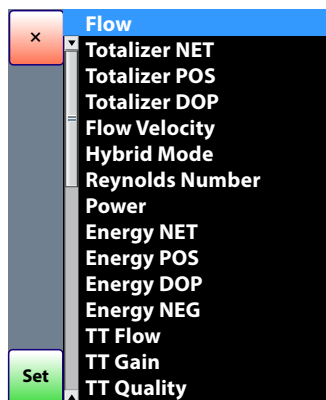 ×
Flow
Totalizer NET
Totalizer POS
Totalizer DOP
Flow Velocity
Hybrid Mode
Reynolds Number
Power
Energy NET
Energy POS
Energy DOP
Energy NEG
TT Flow
TT Gain
TT Quality
Set